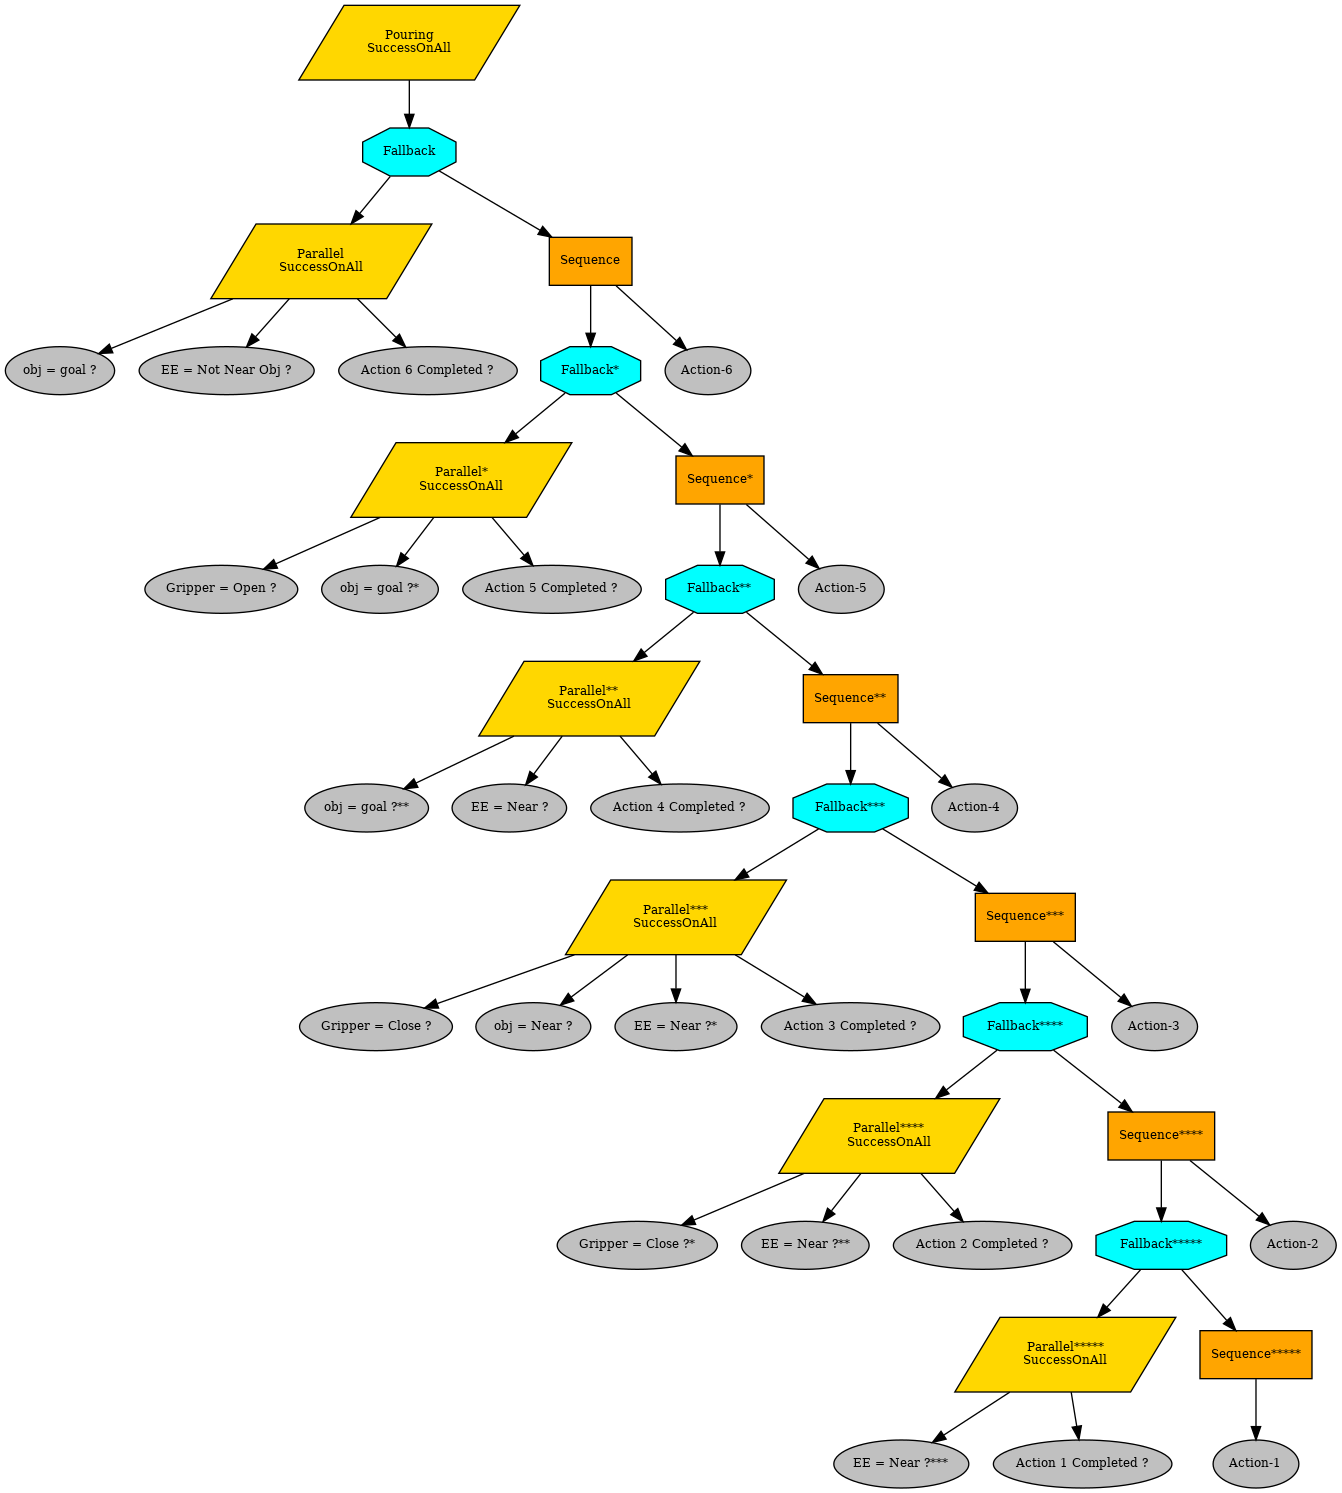 Pouring
SuccessOnAll
Fallback
Parallel
SuccessOnAll
Sequence
obj = goal ?
EE = Not Near Obj ?
Action 6 Completed ?
Fallback*
Action-6
Parallel*
SuccessOnAll
Sequence*
Gripper = Open ?
obj = goal ?*
Action 5 Completed ?
Fallback**
Action-5
Parallel**
SuccessOnAll
Sequence**
obj = goal ?**
EE = Near ?
Action 4 Completed ?
Fallback***
Action-4
Parallel***
SuccessOnAll
Sequence***
Gripper = Close ?
obj = Near ?
EE = Near ?*
Action 3 Completed ?
Fallback****
Action-3
Parallel****
SuccessOnAll
Sequence****
Gripper = Close ?*
EE = Near ?**
Action 2 Completed ?
Fallback*****
Action-2
Parallel*****
SuccessOnAll
Sequence*****
EE = Near ?***
Action 1 Completed ?
Action-1